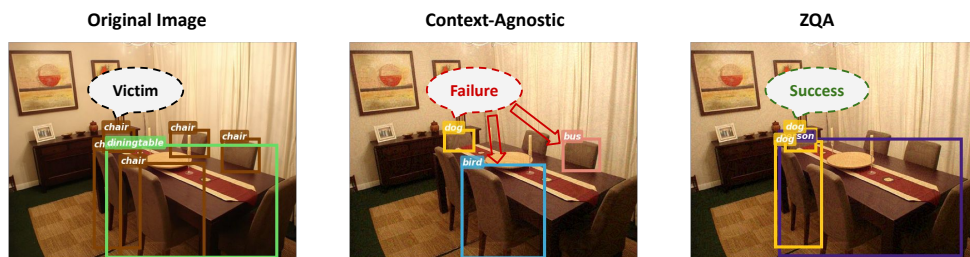 Original Image
Context-Agnostic
ZQA
Victim
chair
chair
chair
diningtable
chair
Failure
dog
bus
bird
Success
dog
dog
son